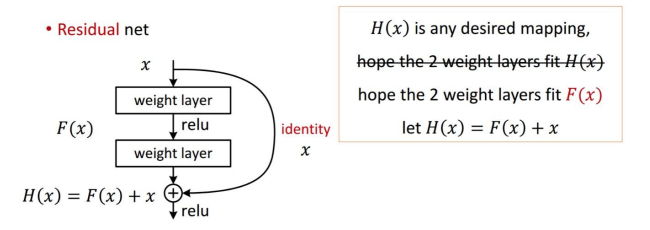 • Residual net
x
weight layer
relu
F(x)
identity
x
weight layer
H(x) = F(x) + x
relu
H(x) is any desired mapping,
hope the 2 weight layers fit H(x)
hope the 2 weight layers fit F(x)
let H(x) = F(x) + x